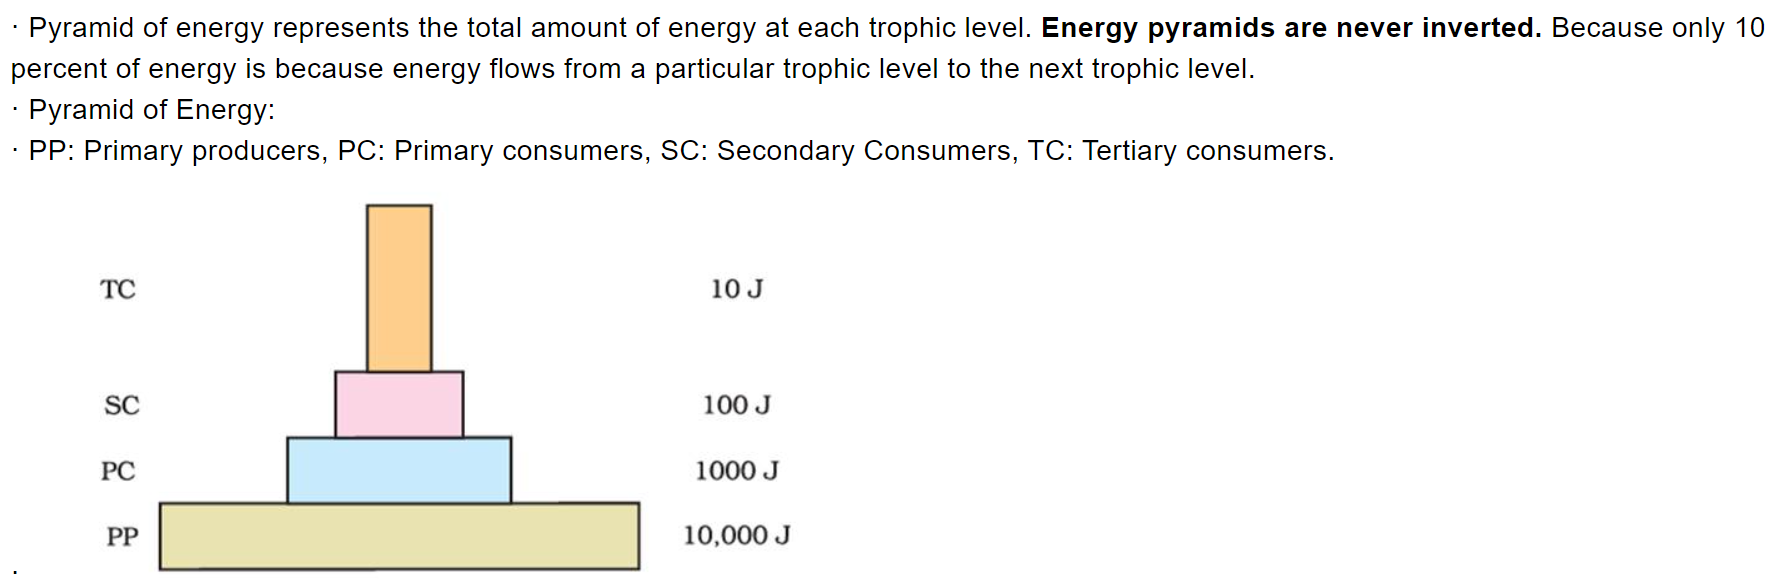 · Pyramid of energy represents the total amount of energy at each trophic level. Energy pyramids are never inverted. Because only 10
percent of energy is because energy flows from a particular trophic level to the next trophic level.
· Pyramid of Energy:
· PP: Primary producers, PC: Primary consumers, SC: Secondary Consumers, TC: Tertiary consumers.
TC 10 J
SC 100 J
PC 1000 J
PP 10,000 J
·